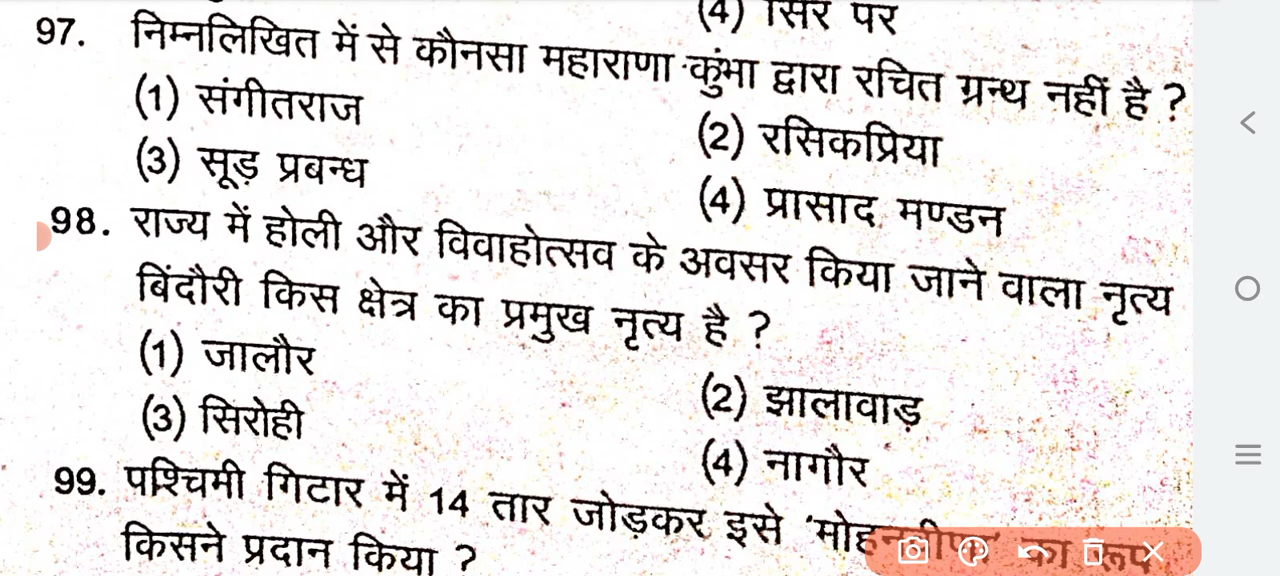 (4) सिर पर
97. निम्नलिखित में से कौनसा महाराणा कुंभा द्वारा रचित ग्रन्थ नहीं है ?
(1) संगीतराज
(2) रसिकप्रिया
(3) सूड़ प्रबन्ध
(4) प्रासाद मण्डन
98. राज्य में होली और विवाहोत्सव के अवसर किया जाने वाला नृत्य
बिंदौरी किस क्षेत्र का प्रमुख नृत्य है ?
(1) जालौर
(2) झालावाड़
(3) सिरोही
(4) नागौर
99. पश्चिमी गिटार में 14 तार जोड़कर इसे का रूप
किसने प्रदान किया ?